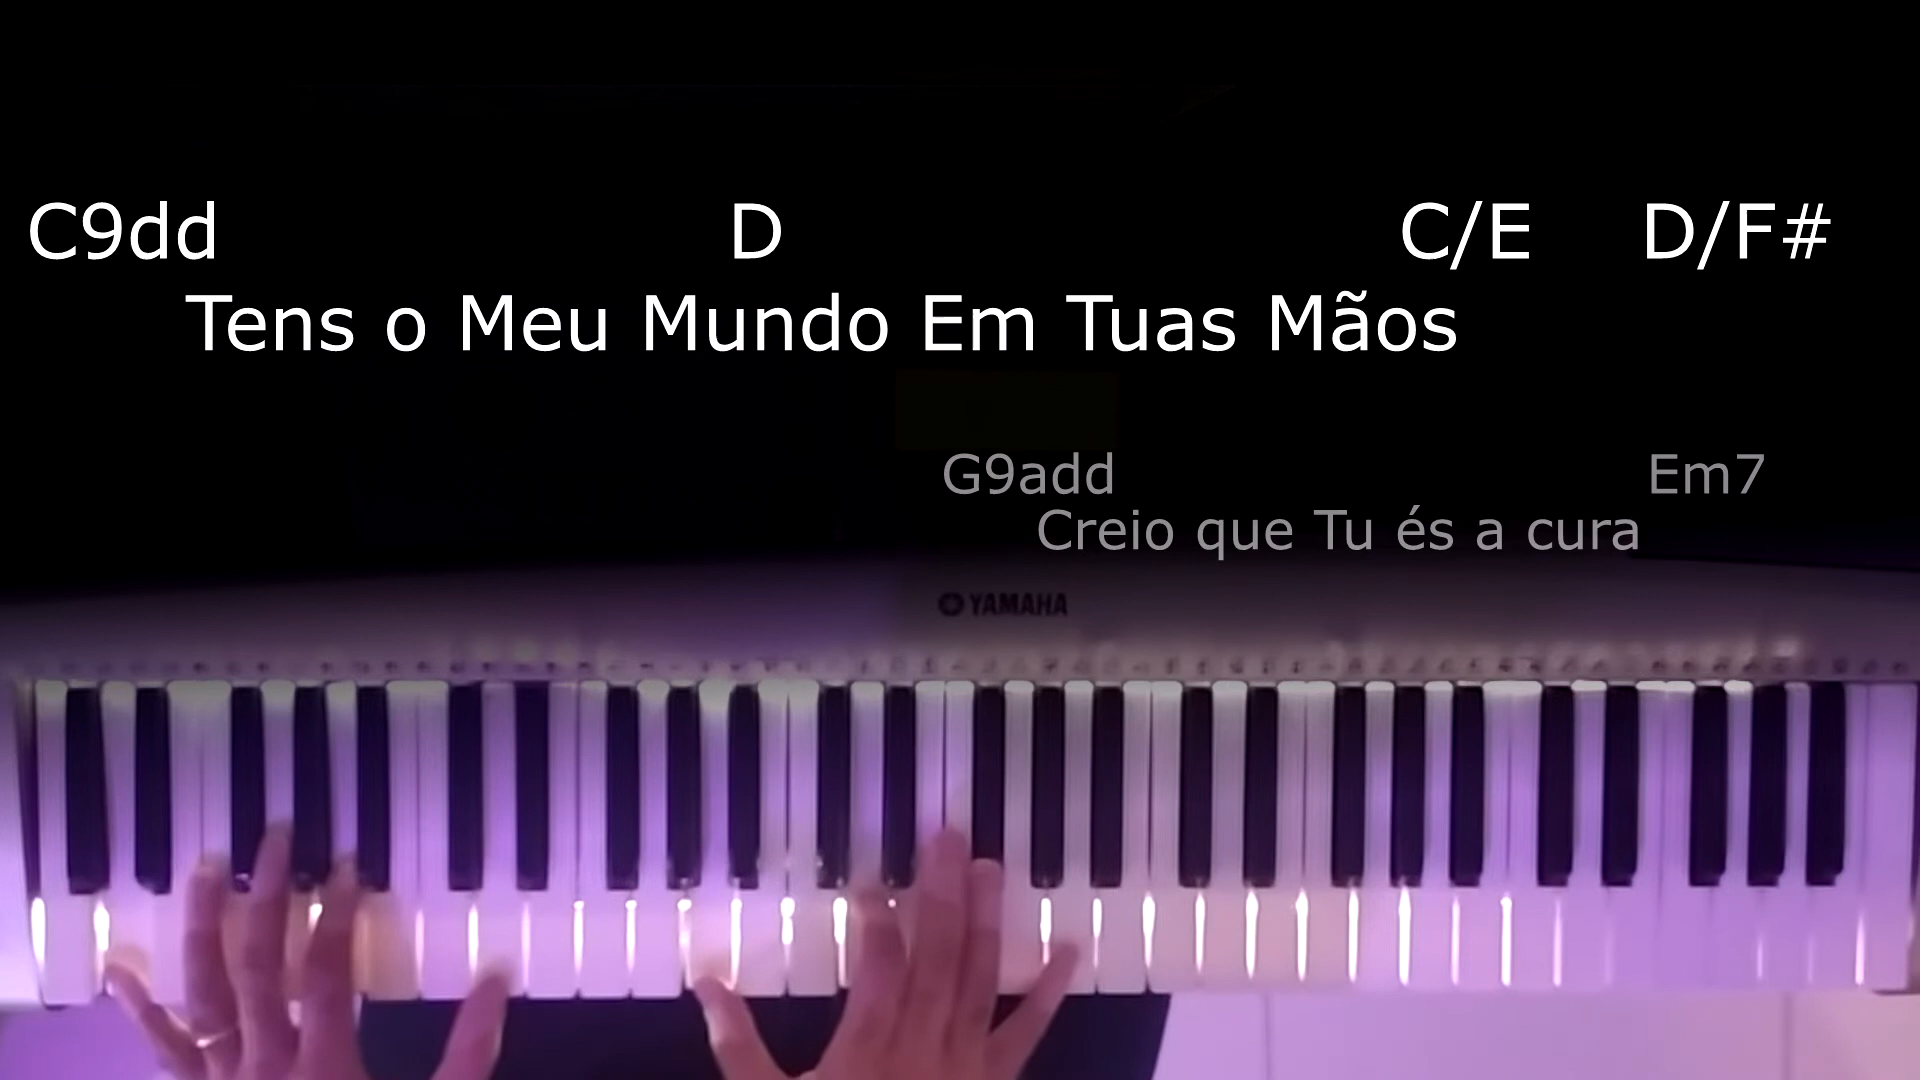 C9dd D C/E D/F#
Tens o Meu Mundo Em Tuas Mãos
G9add Em7
Creio que Tu és a cura
YAMAHA